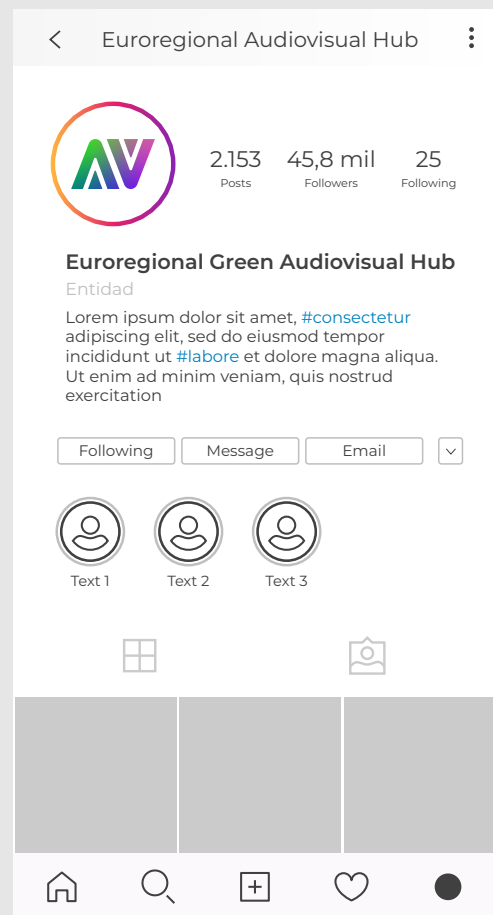 Euroregional Audiovisual Hub
AV
2.153 45,8 mil 25
Posts Followers Following
Euroregional Green Audiovisual Hub
Entidad
Lorem ipsum dolor sit amet, #consectetur
adipiscing elit, sed do eiusmod tempor
incididunt ut #labore et dolore magna aliqua.
Ut enim ad minim veniam, quis nostrud
exercitation
Following Message Email
Text 1 Text 2 Text 3